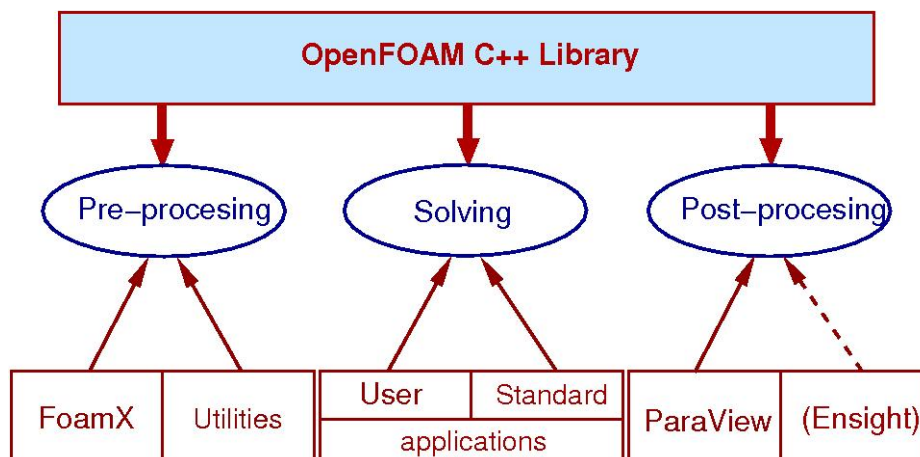 OpenFOAM C++ Library
Pre-procesing
Solving
Post-procesing
FoamX
Utilities
User
Standard
applications
ParaView
(Ensight)